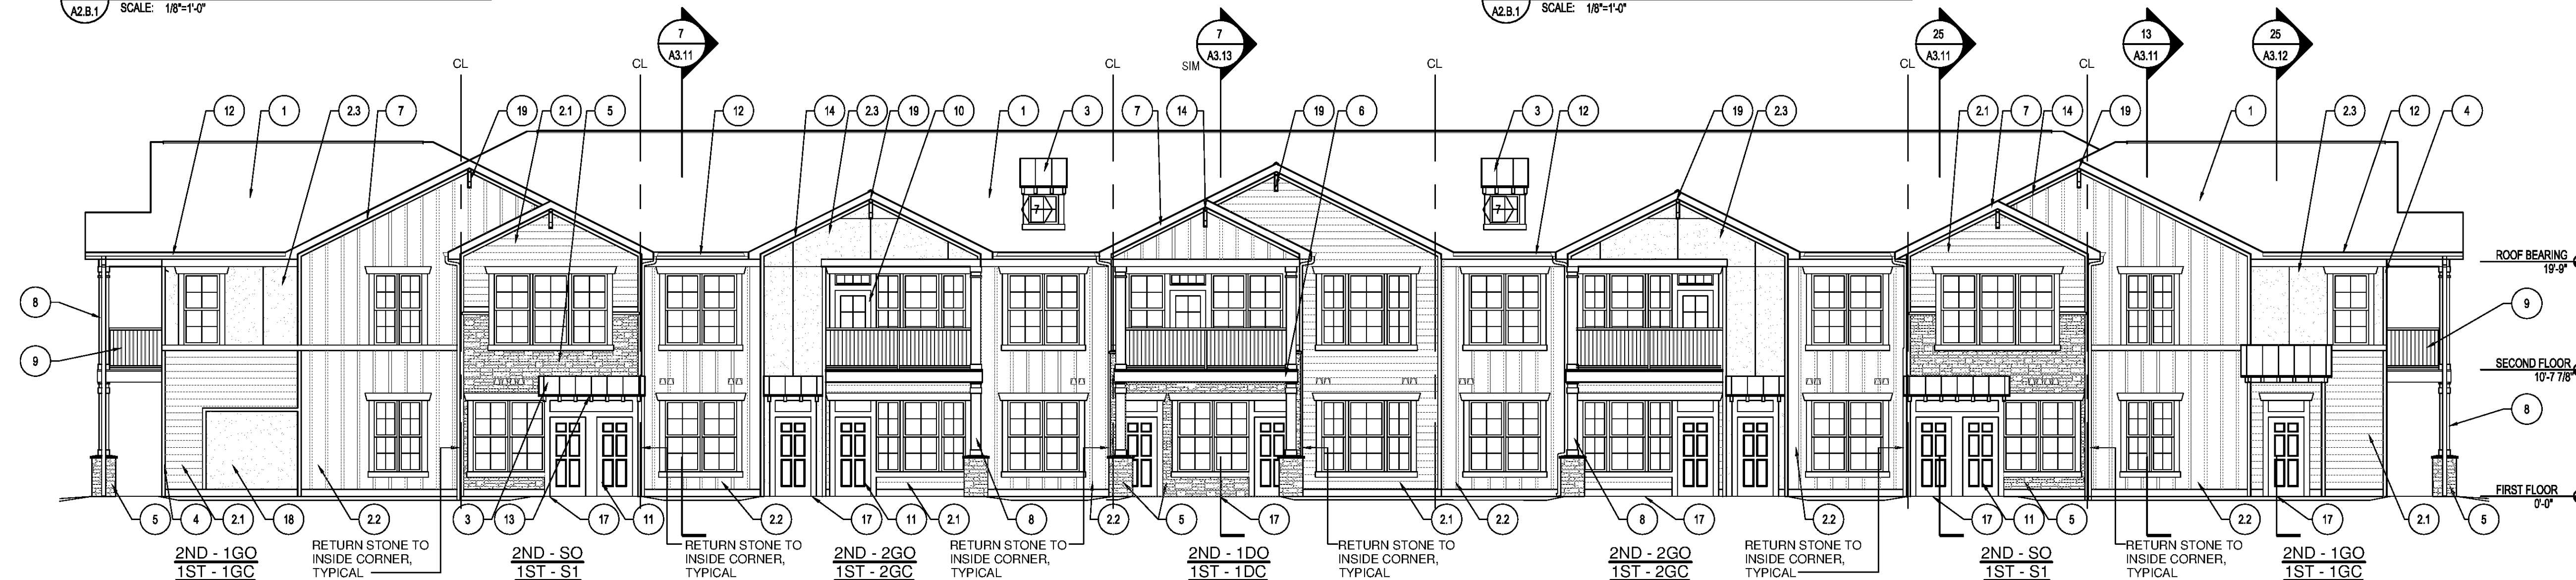 A2.B.1 SCALE: 1/8"=1'-0"
A2.B.1 SCALE: 1/8"=1'-0"
7 7 25 13 25
A3.11 A3.13 A3.11 A3.11 A3.12
CL CL CL SIM CL CL CL
12 1 2.3 7 19 2.1 5 12 14 2.3 19 10 1 3 7 14 19 6 3 12 19 2.3 2.1 7 14 19 1 2.3 12 4
7 7
ROOF BEARING
19'-9"
8 9
9
SECOND FLOOR
10'-7 7/8"
8
FIRST FLOOR
0'-0"
5 4 2.1 18 2.2 3 13 17 11 2.2 17 11 2.1 8 2.2 5 17 2.1 2.2 8 17 2.2 17 11 5 2.2 17 2.1 5
2ND - 1GO
1ST - 1GC
RETURN STONE TO
INSIDE CORNER,
TYPICAL
2ND - SO
1ST - S1
RETURN STONE TO
INSIDE CORNER,
TYPICAL
2ND - 2GO
1ST - 2GC
RETURN STONE TO
INSIDE CORNER,
TYPICAL
2ND - 1DO
1ST - 1DC
RETURN STONE TO
INSIDE CORNER,
TYPICAL
2ND - 2GO
1ST - 2GC
RETURN STONE TO
INSIDE CORNER,
TYPICAL
2ND - SO
1ST - S1
RETURN STONE TO
INSIDE CORNER,
TYPICAL
2ND - 1GO
1ST - 1GC